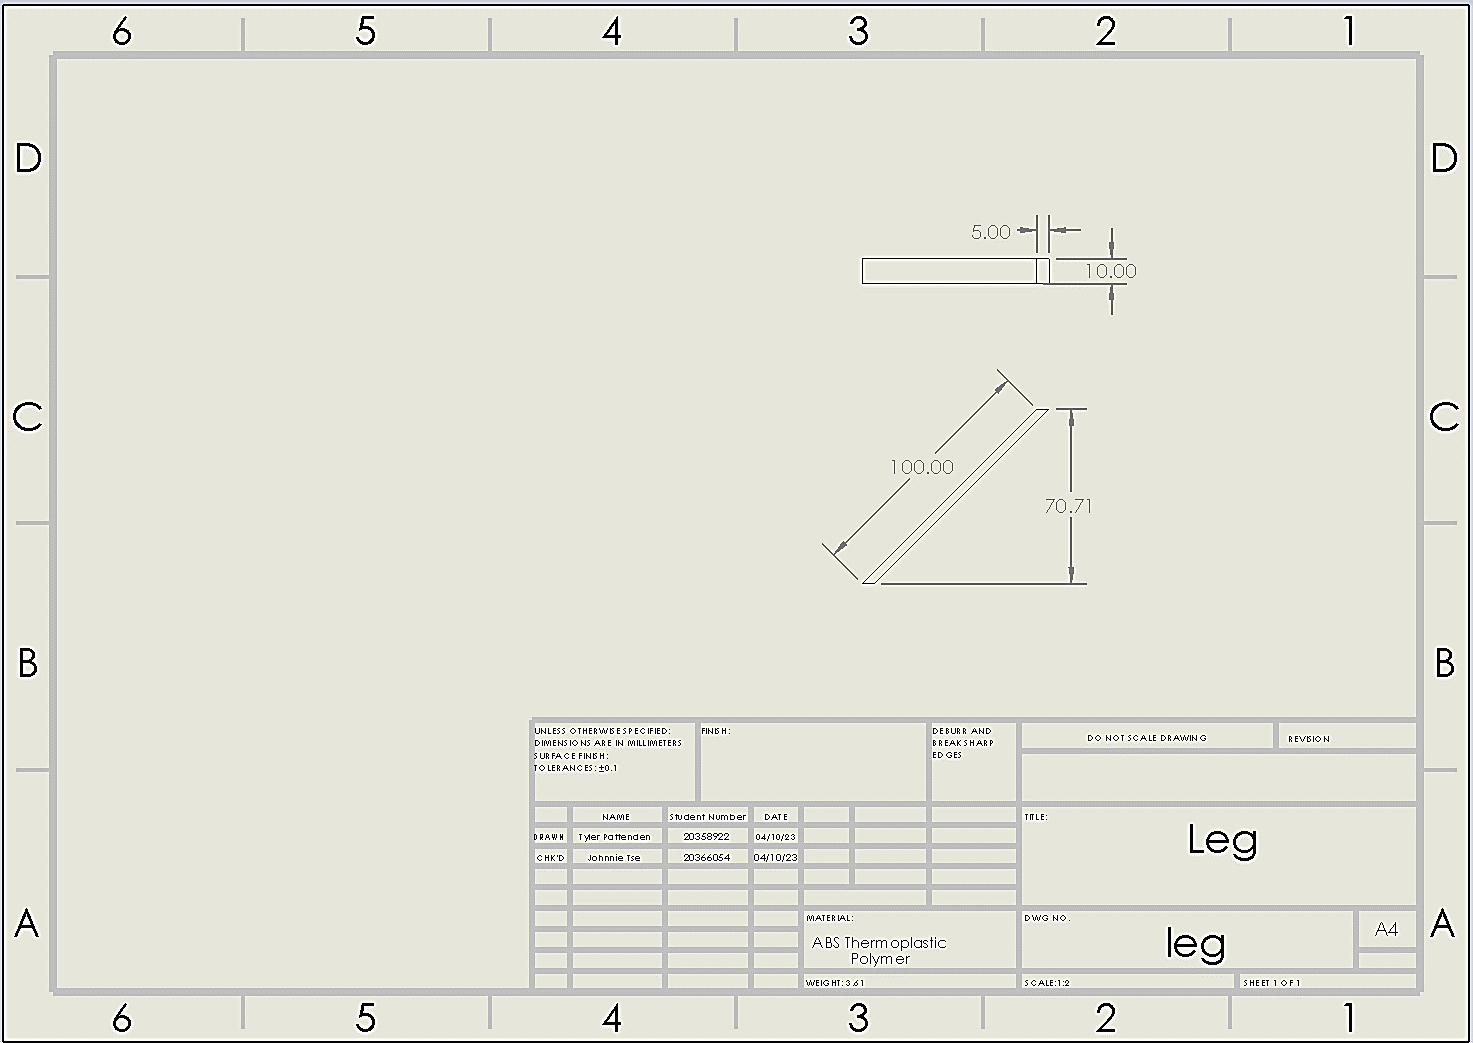 6 5 4 3 2 1
D D
5.00
10.00
C C
100.00
70.71
B B
UNLESS OTHERWISE SPECIFIED:
DIMENSIONS ARE IN MILLIMETERS
SURFACE FINISH:
TOLERANCES: ±0.1
FINISH:
DEBURR AND
BREAK SHARP
EDGES
DO NOT SCALE DRAWING
REVISION
NAME Student Number DATE
DRAWN Tyler Pattenden 20358922 04/10/23
CHK'D Johnnie Tse 20366054 04/10/23
TITLE:
Leg
A A
MATERIAL:
ABS Thermoplastic
Polymer
DWG NO.
leg
A4
WEIGHT: 3.61
SCALE:1:2
SHEET 1 OF 1
6 5 4 3 2 1